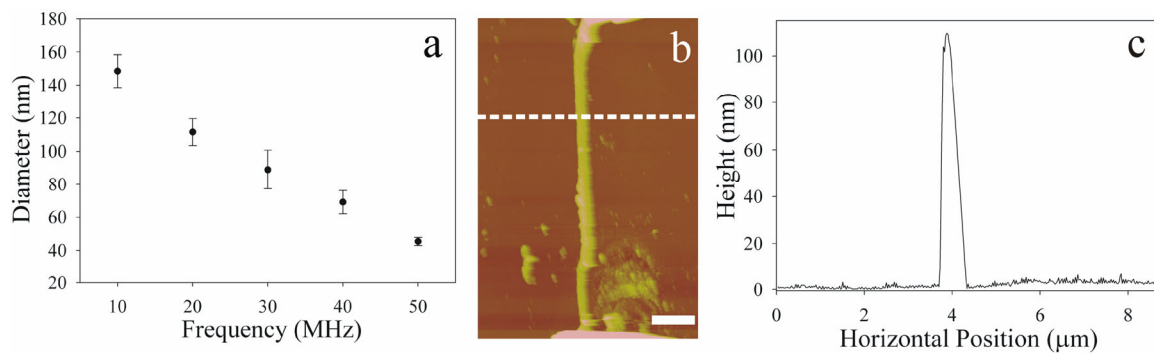 180
160
140
120
100
80
60
40
20
Diameter (nm)
10 20 30 40 50
Frequency (MHz)
a
b
c
100
80
60
40
20
0
Height (nm)
0 2 4 6 8
Horizontal Position (μm)